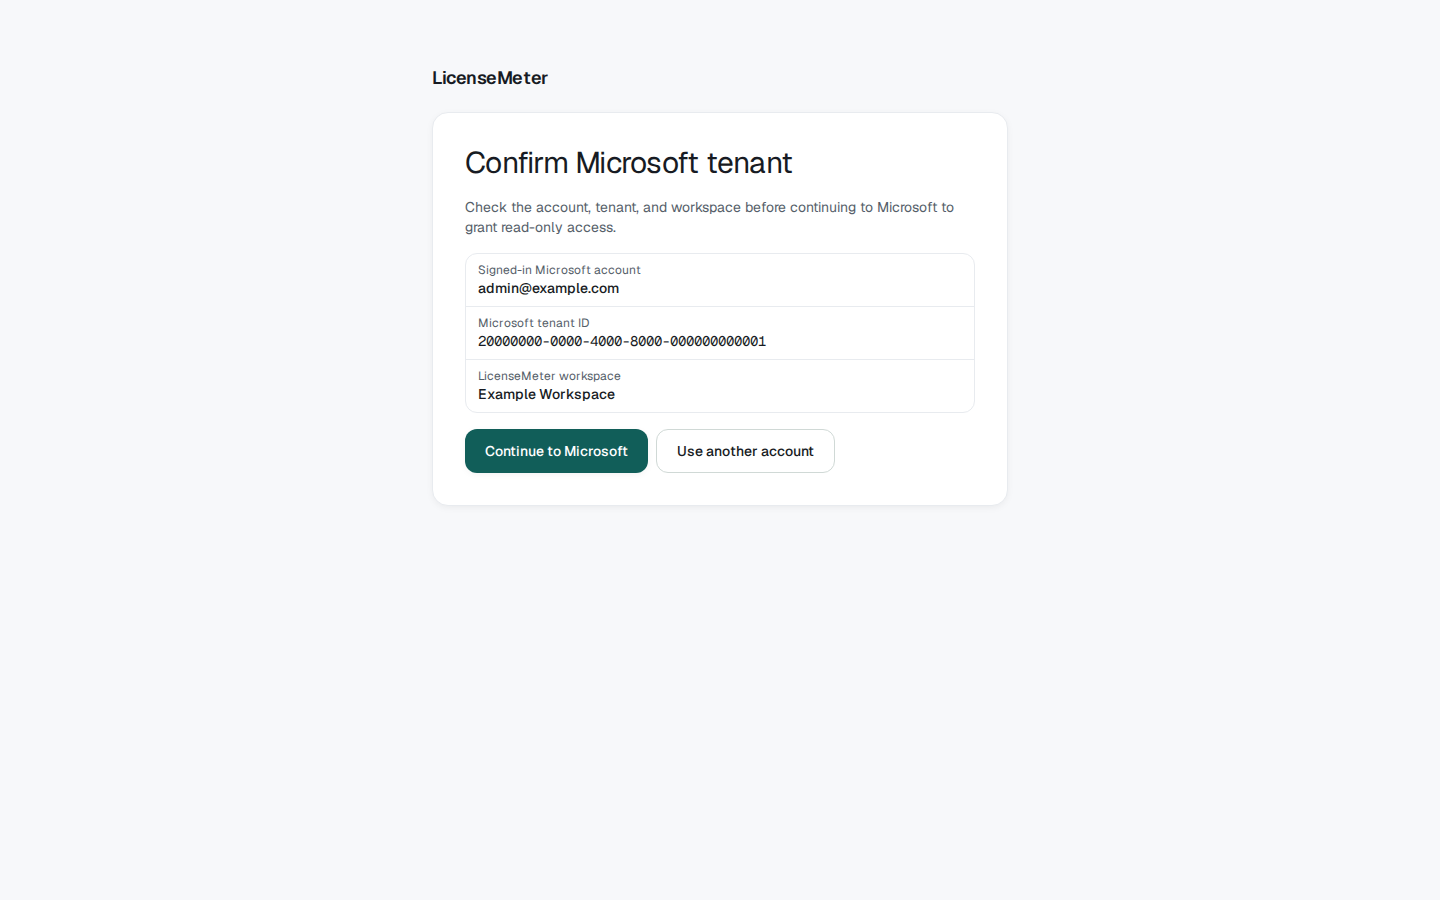 LicenseMeter
Confirm Microsoft tenant
Check the account, tenant, and workspace before continuing to Microsoft to
grant read-only access.
Signed-in Microsoft account
admin@example.com
Microsoft tenant ID
20000000-0000-4000-8000-000000000001
LicenseMeter workspace
Example Workspace
Continue to Microsoft
Use another account